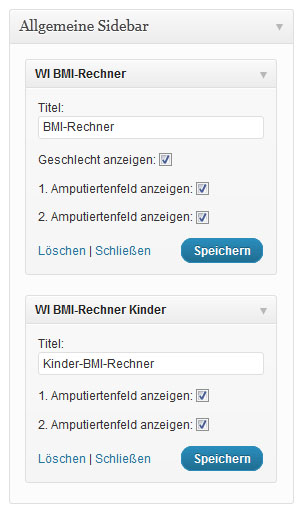 Allgemeine Sidebar
WI BMI-Rechner
Titel:
BMI-Rechner
Geschlecht anzeigen:
1. Amputiertenfeld anzeigen:
2. Amputiertenfeld anzeigen:
Löschen | Schließen Speichern
WI BMI-Rechner Kinder
Titel:
Kinder-BMI-Rechner
1. Amputiertenfeld anzeigen:
2. Amputiertenfeld anzeigen:
Löschen | Schließen Speichern